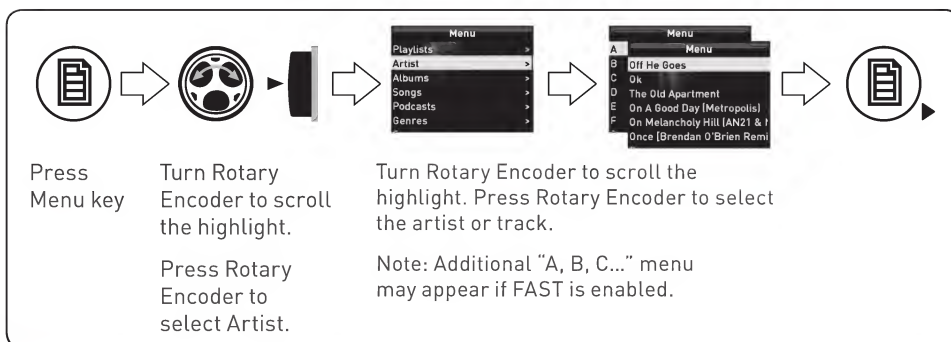 Menu
Playlists >
Artist >
Albums >
Songs >
Podcasts >
Genres >
Menu
A
B
C
D
E
F
Menu
Off He Goes
Ok
The Old Apartment
On A Good Day (Metropolis)
On Melancholy Hill (AN21 &
Once [Brendan O'Brien Remi
Press
Menu key
Turn Rotary
Encoder to scroll
the highlight.
Press Rotary
Encoder to
select Artist.
Turn Rotary Encoder to scroll the
highlight. Press Rotary Encoder to select
the artist or track.
Note: Additional “A, B, C...” menu
may appear if FAST is enabled.